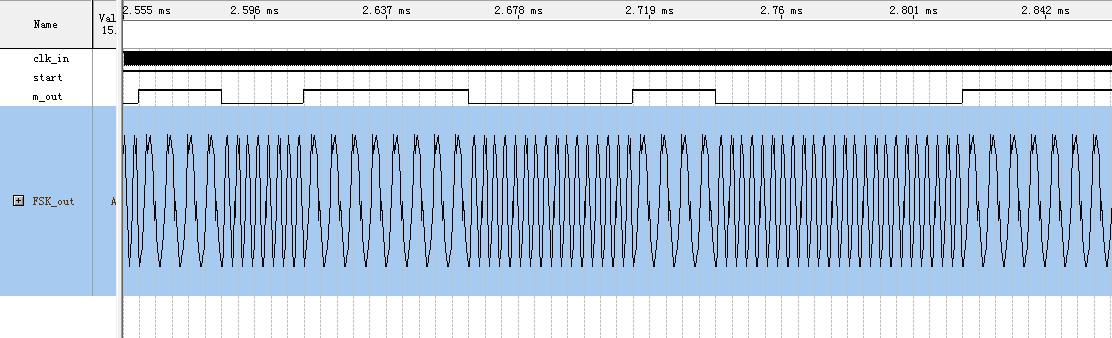 Name
Val
15.
2.555 ms
2.596 ms
2.637 ms
2.678 ms
2.719 ms
2.76 ms
2.801 ms
2.842 ms
clk_in
start
m_out
FSK_out
A